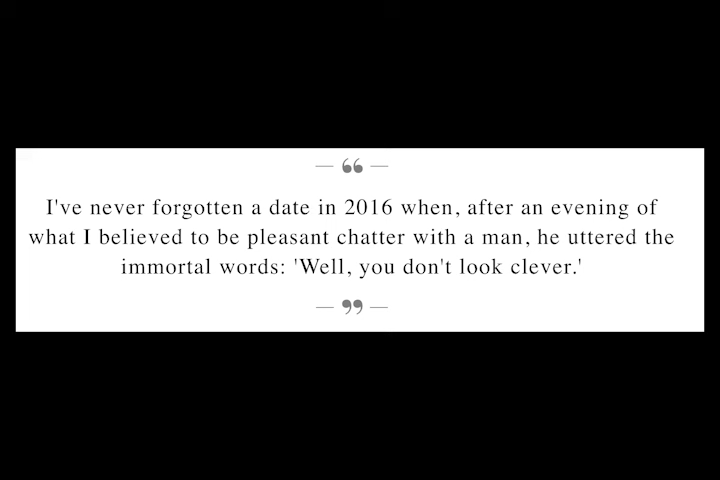 “
I've never forgotten a date in 2016 when, after an evening of
what I believed to be pleasant chatter with a man, he uttered the
immortal words: 'Well, you don't look clever.'
”